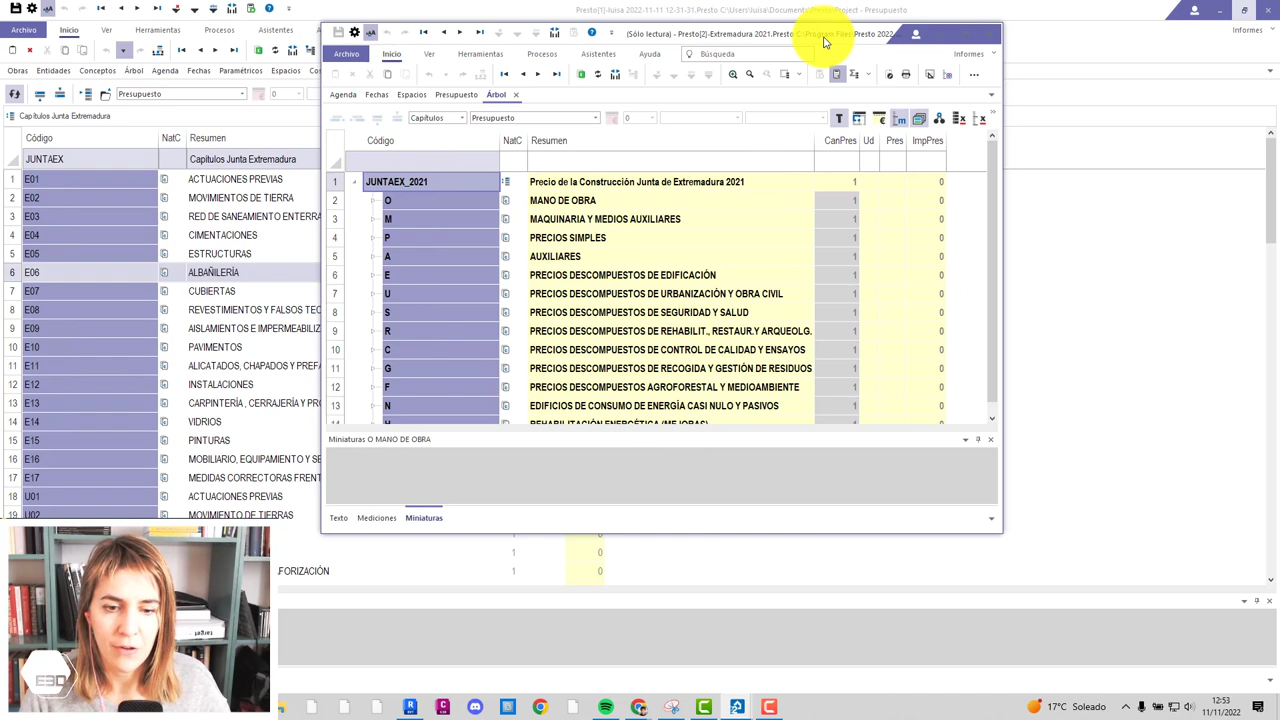 Presto[1]-luisa 2022-11-11 12-31-31.Presto C:\Users\luisa\Documents\Presto Project - Presupuesto
Archivo Inicio Ver Herramientas Procesos Asistentes
Informes
Obras Entidades Conceptos Árbol Agenda Fechas Parámetros Espacios
Presupuesto 0
Capítulos Junta Extremadura
Código NatC Resumen
JUNTAEX Capítulos Junta Extremadura
1 E01 ACTUACIONES PREVIAS
2 E02 MOVIMIENTOS DE TIERRA
3 E03 RED DE SANEAMIENTO ENTERRA
4 E04 CIMENTACIONES
5 E05 ESTRUCTURAS
6 E06 ALBAÑILERÍA
7 E07 CUBIERTAS
8 E08 REVESTIMIENTOS Y FALSOS TEC
9 E09 AISLAMIENTOS E IMPERMEABILIZ
10 E10 PAVIMENTOS
11 E11 ALICATADOS, CHAPADOS Y PREFA
12 E12 INSTALACIONES
13 E13 CARPINTERÍA , CERRAJERÍA Y PR
14 E14 VIDRIOS
15 E15 PINTURAS
16 E16 MOBILIARIO, EQUIPAMIENTO Y SE
17 E17 MEDIDAS CORRECTORAS FRENT
18 U01 ACTUACIONES PREVIAS
19 U02 MOVIMIENTO DE TIERRAS
(Sólo lectura) - Presto[2]-Extremadura 2021.Presto C:\Program Files\Presto 2022...
Archivo Inicio Ver Herramientas Procesos Asistentes Ayuda Búsqueda Informes
Agenda Fechas Espacios Presupuesto Árbol
Capítulos Presupuesto 0
Código NatC Resumen CanPres Ud Pres ImpPres
1 JUNTAEX_2021 Precio de la Construcción Junta de Extremadura 2021 1 0
2 O MANO DE OBRA 1 0
3 M MAQUINARIA Y MEDIOS AUXILIARES 1 0
4 P PRECIOS SIMPLES 1 0
5 A AUXILIARES 1 0
6 E PRECIOS DESCOMPUESTOS DE EDIFICACIÓN 1 0
7 U PRECIOS DESCOMPUESTOS DE URBANIZACIÓN Y OBRA CIVIL 1 0
8 S PRECIOS DESCOMPUESTOS DE SEGURIDAD Y SALUD 1 0
9 R PRECIOS DESCOMPUESTOS DE REHABILIT., RESTAUR.Y ARQUEOLG. 1 0
10 C PRECIOS DESCOMPUESTOS DE CONTROL DE CALIDAD Y ENSAYOS 1 0
11 G PRECIOS DESCOMPUESTOS DE RECOGIDA Y GESTIÓN DE RESIDUOS 1 0
12 F PRECIOS DESCOMPUESTOS AGROFORESTAL Y MEDIOAMBIENTE 1 0
13 N EDIFICIOS DE CONSUMO DE ENERGÍA CASI NULO Y PASIVOS 1 0
REHABILITACIÓN ENERGÉTICA (MEJORAS)
Miniaturas O MANO DE OBRA
Texto Mediciones Miniaturas
1
1 0
AFORIZACIÓN 1 0
target
E3D
17°C Soleado
12:53
11/11/2022